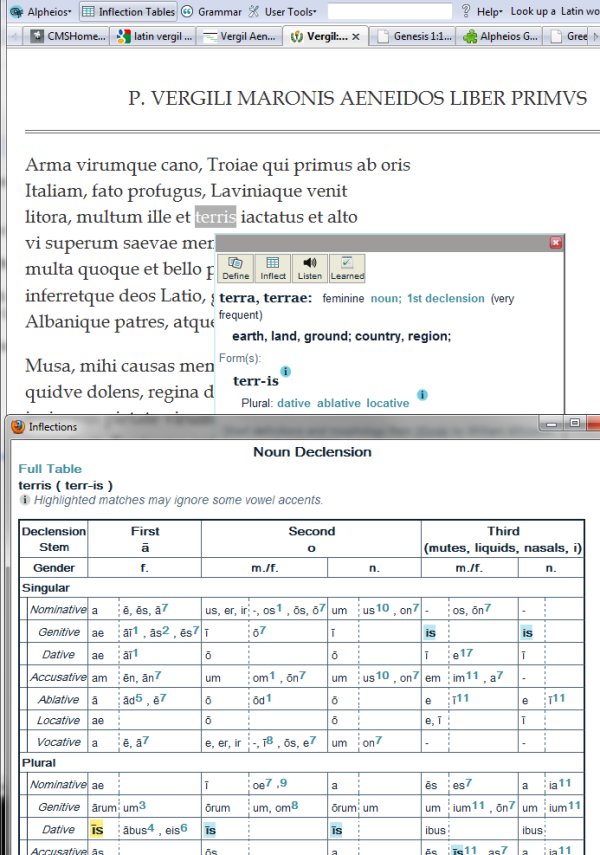 Alpheios Inflection Tables Grammar User Tools Help Look up a Latin wo
CMSHome... latin vergil ... Vergil Aen... Vergil:... Genesis 1:1... Alpheios G... Gree
P. VERGILI MARONIS AENEIDOS LIBER PRIMVS
Arma virumque cano, Troiae qui primus ab oris
Italiam, fato profugus, Laviniaque venit
litora, multum ille et terris iactatus et alto
vi superum saevae mer
multa quoque et bello p
inferretque deos Latio, g
Albanique patres, atque
Musa, mihi causas mem
quidve dolens, regina d
Define Inflect Listen Learned
terra, terrae: feminine noun; 1st declension (very
frequent)
earth, land, ground; country, region;
Form(s):
terr-is
Plural: dative ablative locative
Inflections
Noun Declension
Full Table
terris ( terr-is )
Highlighted matches may ignore some vowel accents.
Declension First Second Third
Stem ā o (mutes, liquids, nasals, i)
Gender f. m./f. n. m./f. n.
Singular
Nominative a ē, ēs, ā7 us, er, ir -, os1 , ōs, ō7 um us10 , on7 - os, ōn7 -
Genitive ae āī1 , ās2 , ēs7 ī ō7 ī is is
Dative ae āī1 ō ō ī e17 ī
Accusative am ēn, ān7 um om1 , ōn7 um us10 , on7 em im11 , a7 -
Ablative ā ād5 , ē7 ō ōd1 ō e ī11 e ī11
Locative ae ō ō e, ī ī
Vocative a ē, ā7 e, er, ir -, ī8 , ōs, e7 um on7 - -
Plural
Nominative ae ī oe7 ,9 a ēs es7 a ia11
Genitive ārum um3 ōrum um, om8 ōrum um um ium11 , ōn7 um ium11
Dative īs ābus4 , eis6 īs īs ibus ibus
Accusative ās ōs a ēs īs11 , as7 a ia11